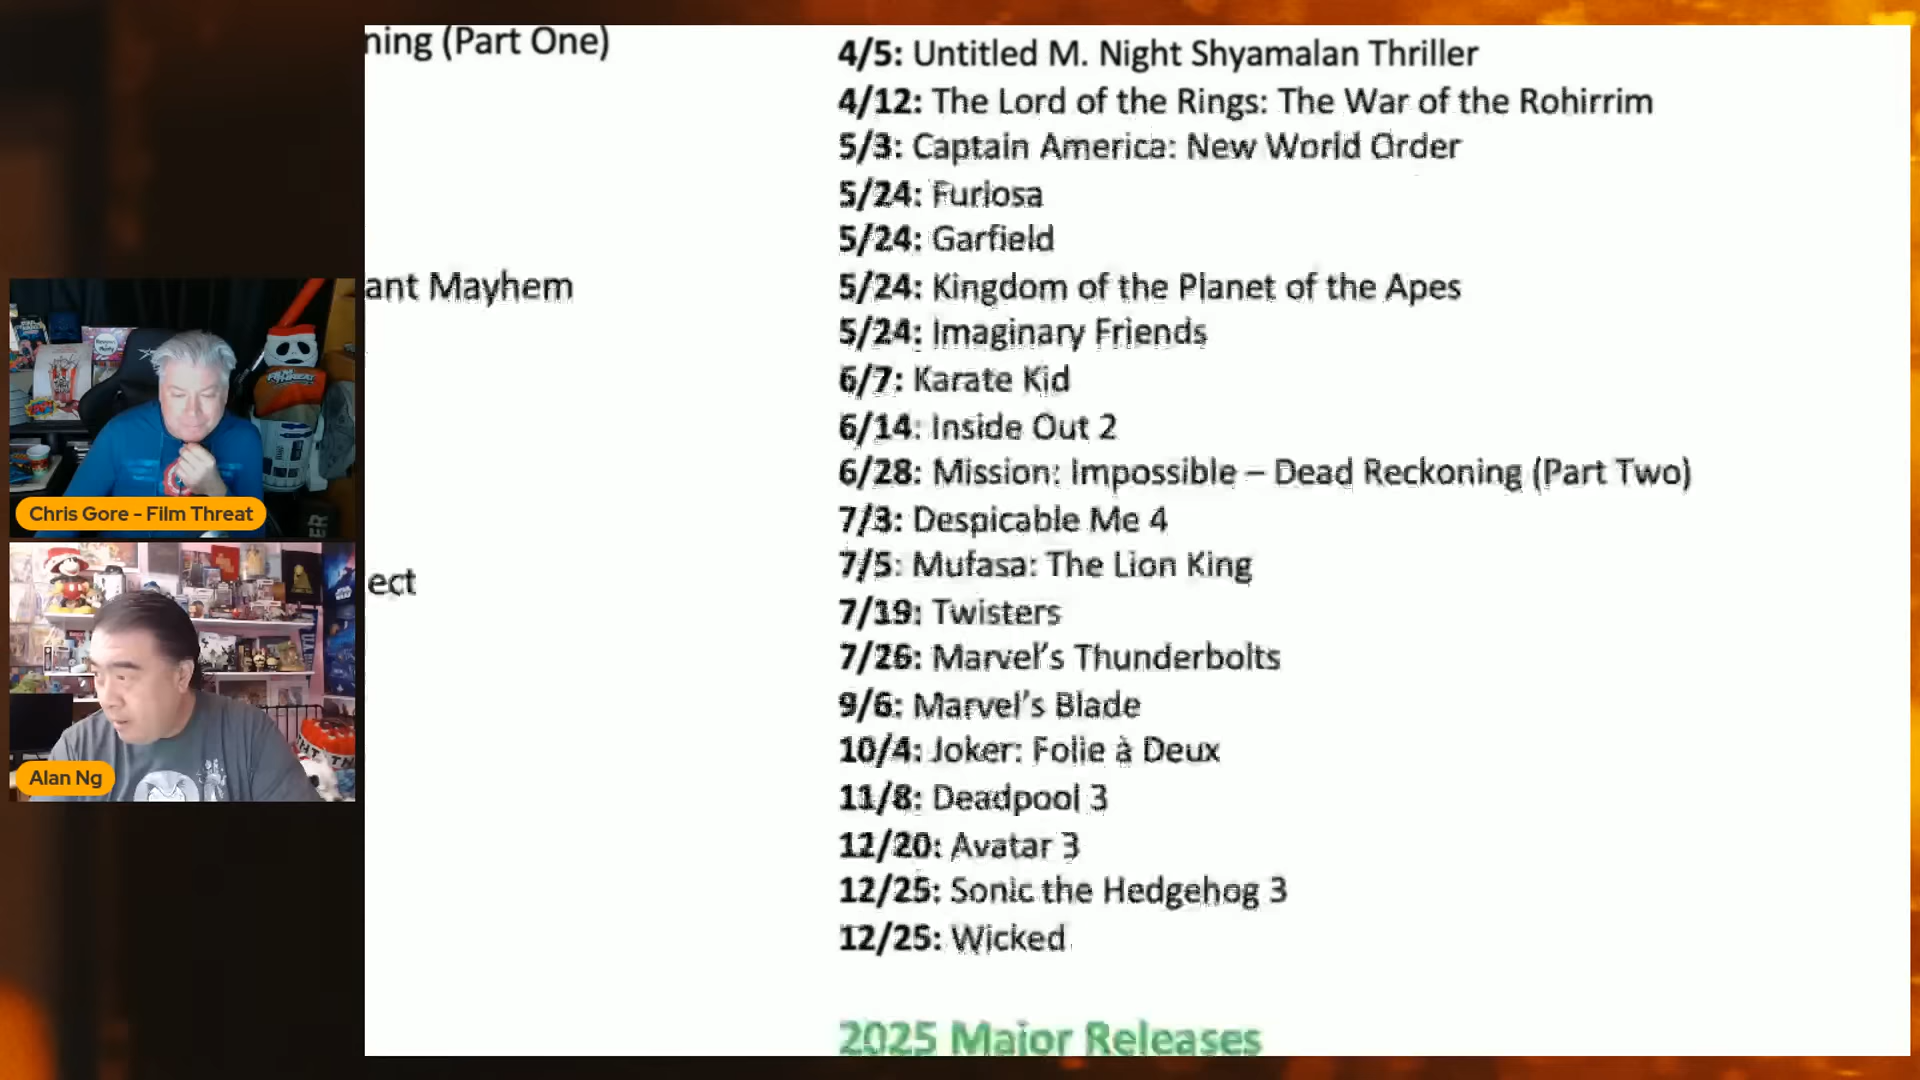 ning (Part One)
ant Mayhem
ect
4/5: Untitled M. Night Shyamalan Thriller
4/12: The Lord of the Rings: The War of the Rohirrim
5/3: Captain America: New World Order
5/24: Furiosa
5/24: Garfield
5/24: Kingdom of the Planet of the Apes
5/24: Imaginary Friends
6/7: Karate Kid
6/14: Inside Out 2
6/28: Mission: Impossible – Dead Reckoning (Part Two)
7/3: Despicable Me 4
7/5: Mufasa: The Lion King
7/19: Twisters
7/26: Marvel's Thunderbolts
9/6: Marvel's Blade
10/4: Joker: Folie à Deux
11/8: Deadpool 3
12/20: Avatar 3
12/25: Sonic the Hedgehog 3
12/25: Wicked
2025 Major Releases
Chris Gore - Film Threat
Alan Ng